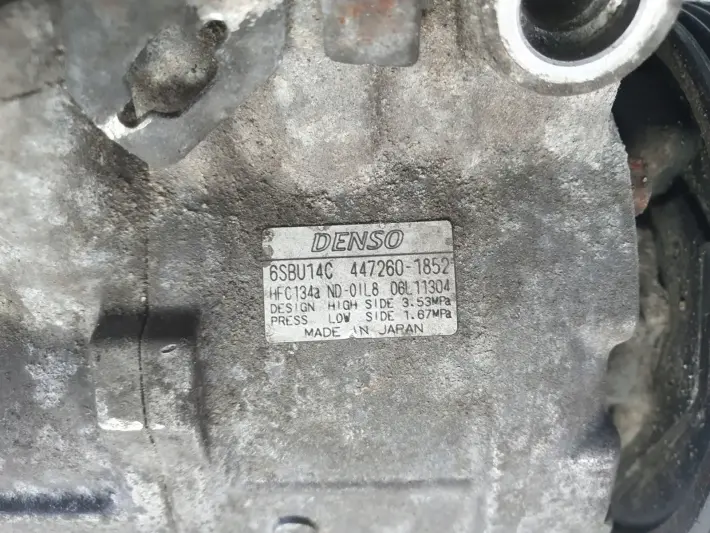 DENSO
6SBU14C 447260-1852
HFC134a ND-OIL8 06L11304
DESIGN HIGH SIDE 3.53MPa
PRESS LOW SIDE 1.67MPa
MADE IN JAPAN